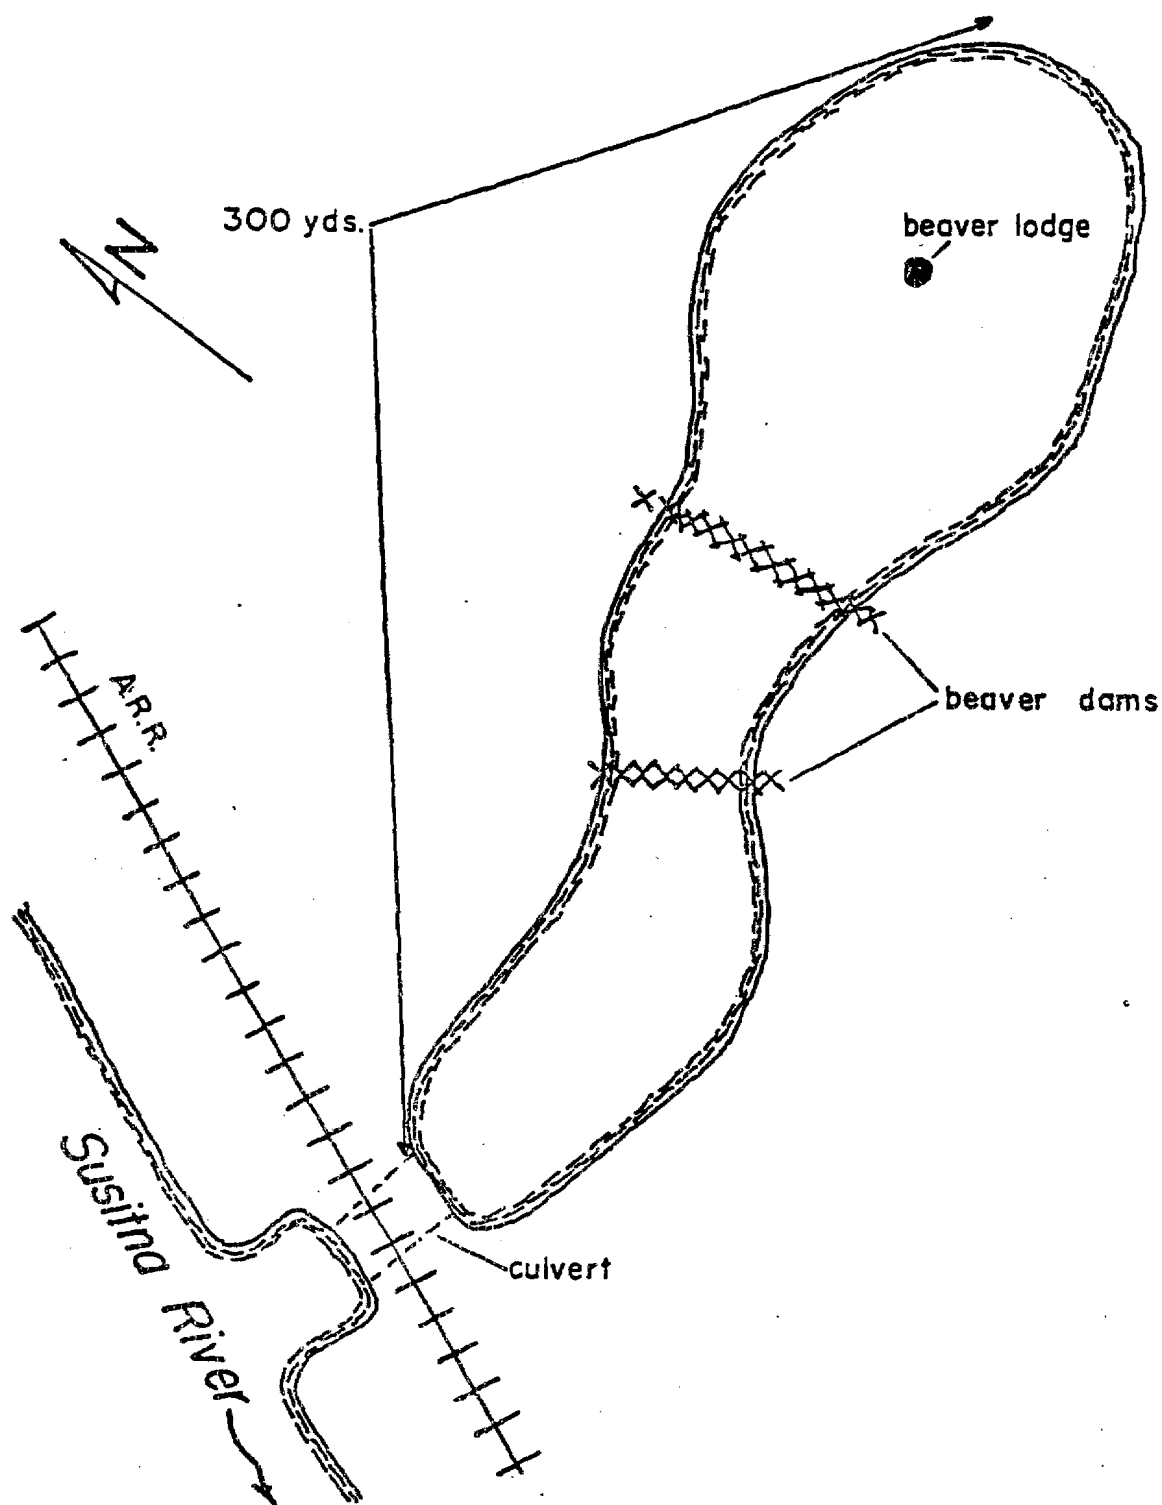 300 yds.
N
beaver lodge
A.R.R.
beaver dams
culvert
Susitna River